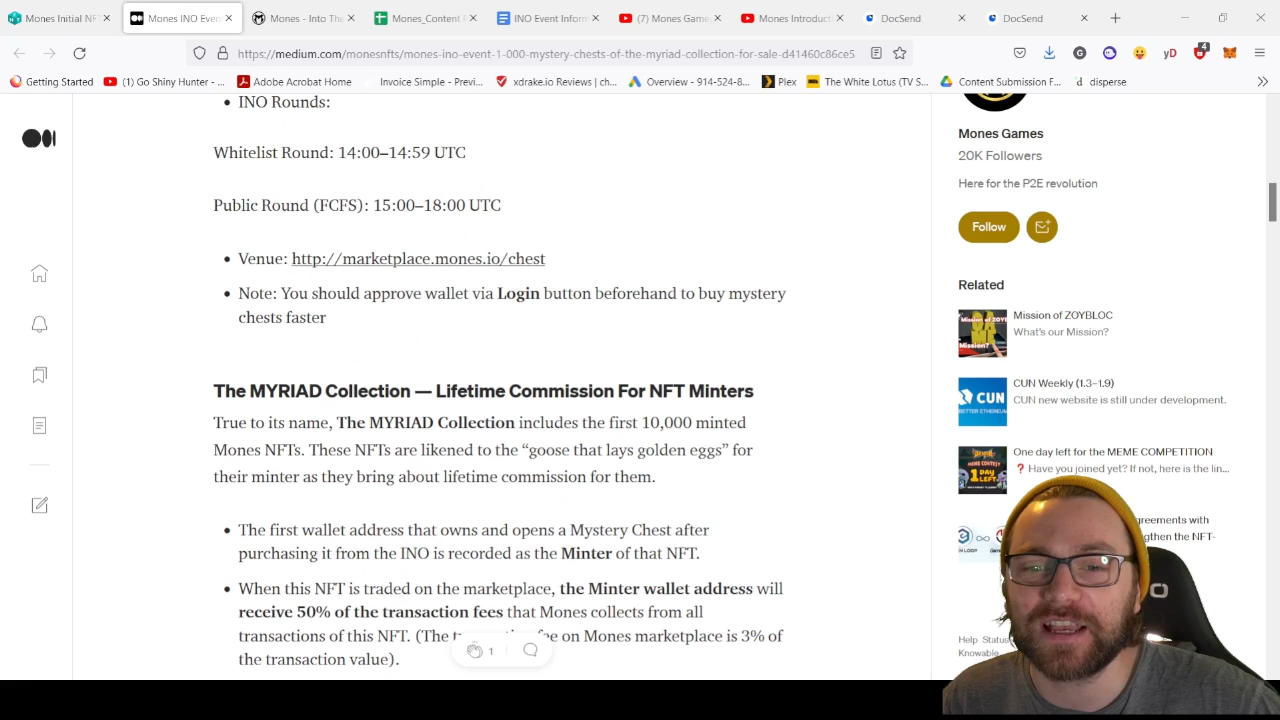 Mones Initial NF
Mones INO Even
Mones - Into The
Mones_Content
INO Event Inform
(7) Mones Game
Mones Introduct
DocSend
DocSend
https://medium.com/monesnfts/mones-ino-event-1-000-mystery-chests-of-the-myriad-collection-for-sale-d41460c86ce5
4
Getting Started
(1) Go Shiny Hunter - ...
Adobe Acrobat Home
Invoice Simple - Previ...
xdrake.io Reviews | ch...
Overview - 914-524-8...
Plex
The White Lotus (TV S...
Content Submission F...
disperse
INO Rounds:
Whitelist Round: 14:00–14:59 UTC
Public Round (FCFS): 15:00–18:00 UTC
Venue: http://marketplace.mones.io/chest
Note: You should approve wallet via Login button beforehand to buy mystery
chests faster
The MYRIAD Collection — Lifetime Commission For NFT Minters
True to its name, The MYRIAD Collection includes the first 10,000 minted
Mones NFTs. These NFTs are likened to the “goose that lays golden eggs” for
their minter as they bring about lifetime commission for them.
The first wallet address that owns and opens a Mystery Chest after
purchasing it from the INO is recorded as the Minter of that NFT.
When this NFT is traded on the marketplace, the Minter wallet address will
receive 50% of the transaction fees that Mones collects from all
transactions of this NFT. (The fee on Mones marketplace is 3% of
the transaction value).
1
Mones Games
20K Followers
Here for the P2E revolution
Follow
Related
Mission of ZOYBLOC
What's our Mission?
CUN Weekly (1.3–1.9)
CUN new website is still under development.
CUN
One day left for the MEME COMPETITION
❓ Have you joined yet? If not, here is the lin...
1 DAY
LEFT
with
the NFT-
Help Status
Knowable